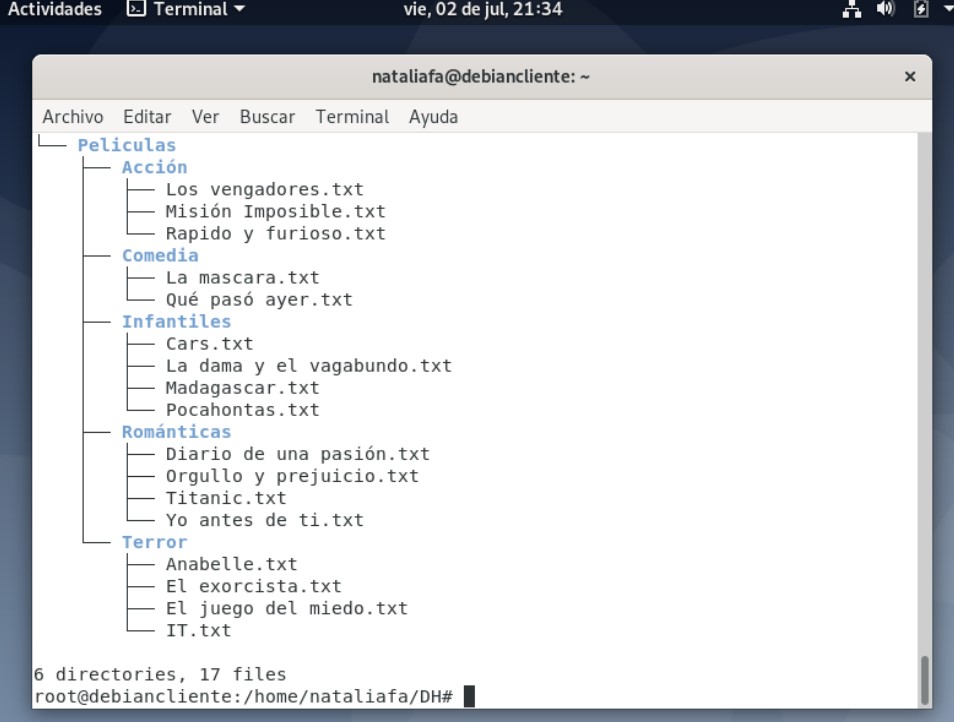 Actividades Terminal vie, 02 de jul, 21:34
nataliafa@debiancliente: ~
Archivo Editar Ver Buscar Terminal Ayuda
└── Peliculas
    ├── Acción
    │   ├── Los vengadores.txt
    │   ├── Misión Imposible.txt
    │   └── Rapido y furioso.txt
    ├── Comedia
    │   ├── La mascara.txt
    │   └── Qué pasó ayer.txt
    ├── Infantiles
    │   ├── Cars.txt
    │   ├── La dama y el vagabundo.txt
    │   ├── Madagascar.txt
    │   └── Pocahontas.txt
    ├── Románticas
    │   ├── Diario de una pasión.txt
    │   ├── Orgullo y prejuicio.txt
    │   ├── Titanic.txt
    │   └── Yo antes de ti.txt
    └── Terror
        ├── Anabelle.txt
        ├── El exorcista.txt
        ├── El juego del miedo.txt
        └── IT.txt
6 directories, 17 files
root@debiancliente:/home/nataliafa/DH#